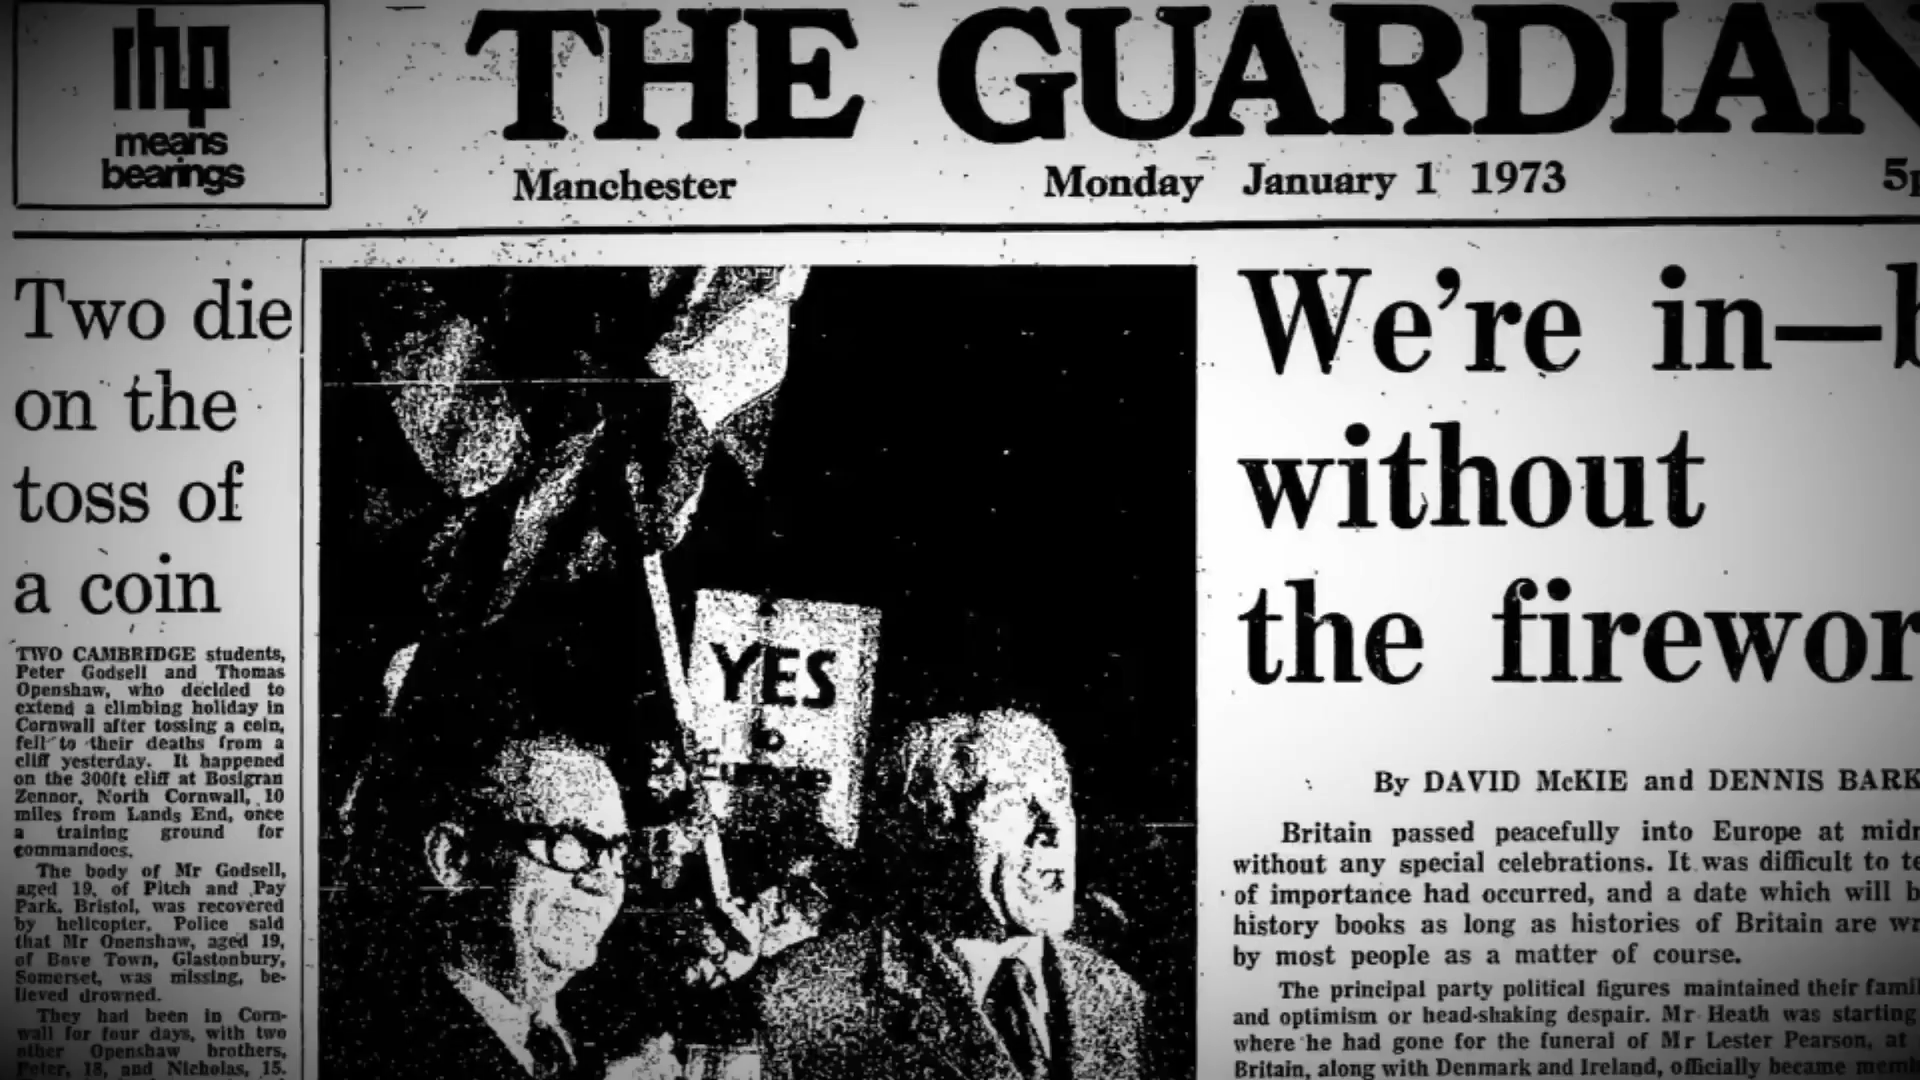 rhp
means
bearings
THE GUARDIAN
Manchester
Monday January 1 1973
5p
Two die
on the
toss of
a coin
TWO CAMBRIDGE students,
Peter Godsell and Thomas
Openshaw, who decided to
extend a climbing holiday in
Cornwall after tossing a coin,
fell to their deaths from a
cliff yesterday. It happened
on the 300ft cliff at Bosigran
Zennor, North Cornwall, 10
miles from Lands End, once
a training ground for
commandoes.
The body of Mr Godsell,
aged 19, of Pitch and Pay
Park, Bristol, was recovered
by helicopter. Police said
that Mr Openshaw, aged 19,
of Bove Town, Glastonbury,
Somerset, was missing, be-
lieved drowned.
They had been in Corn-
wall for four days, with two
other Openshaw brothers,
Peter, 18, and Nicholas, 15.
YES
to
Europe
We're in—b
without
the firewor
By DAVID McKIE and DENNIS BARK
Britain passed peacefully into Europe at midn
without any special celebrations. It was difficult to te
of importance had occurred, and a date which will b
history books as long as histories of Britain are wr
by most people as a matter of course.
The principal party political figures maintained their famil
and optimism or head-shaking despair. Mr Heath was starting
where he had gone for the funeral of Mr Lester Pearson, at
Britain, along with Denmark and Ireland, officially became memb